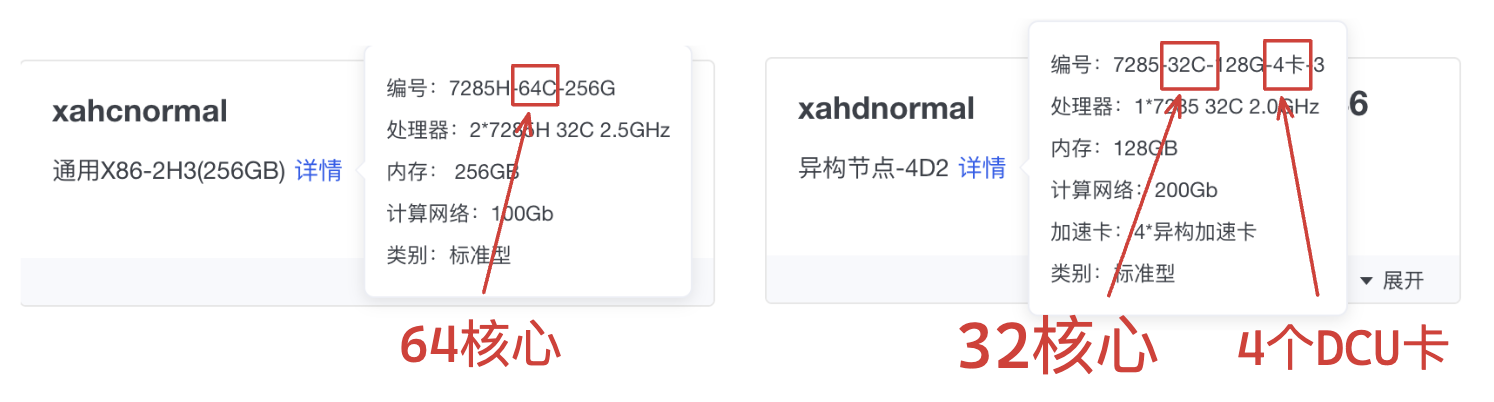 xahcnormal
通用X86-2H3(256GB) 详情
编号：7285H-64C-256G
处理器：2*7285H 32C 2.5GHz
内存： 256GB
计算网络：100Gb
类别：标准型
64核心
xahdnormal
异构节点-4D2 详情
编号：7285-32C-128G-4卡-3
处理器：1*7285 32C 2.0GHz
内存：128GB
计算网络：200Gb
加速卡：4*异构加速卡
类别：标准型
6
展开
32核心
4个DCU卡